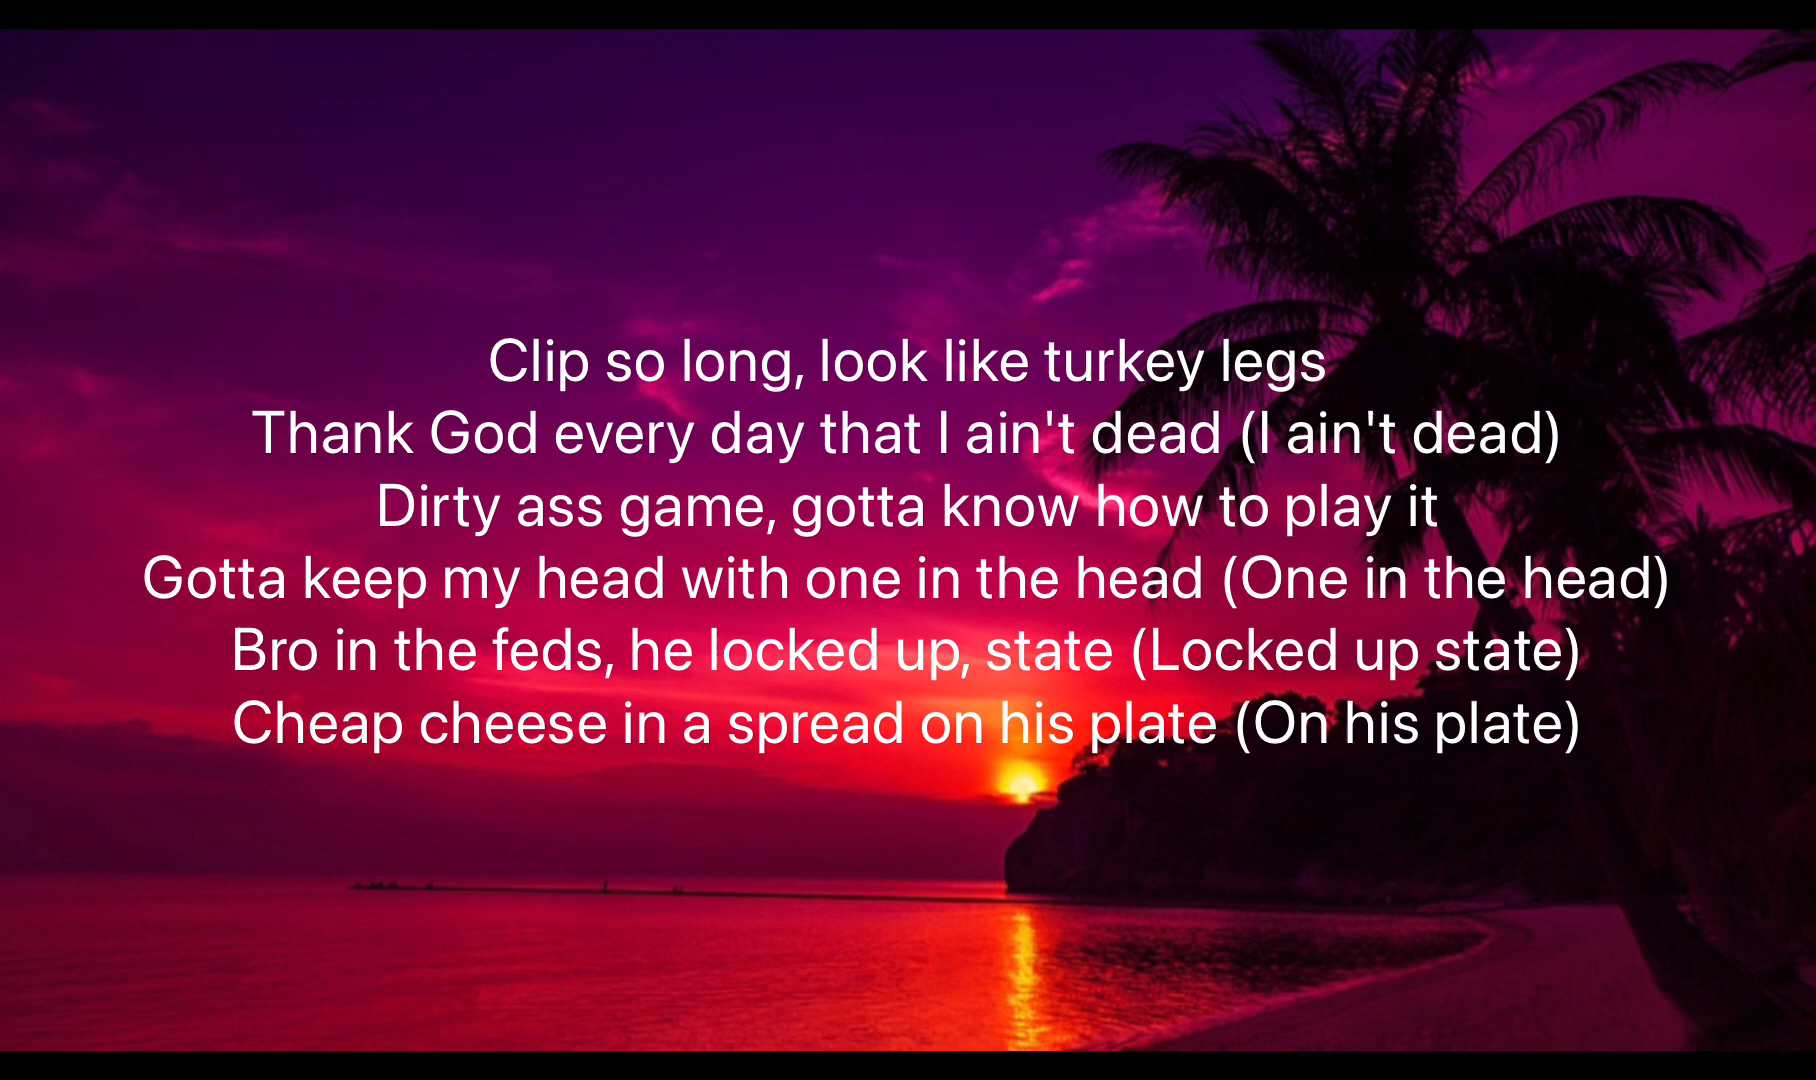 Clip so long, look like turkey legs
Thank God every day that I ain't dead (I ain't dead)
Dirty ass game, gotta know how to play it
Gotta keep my head with one in the head (One in the head)
Bro in the feds, he locked up, state (Locked up state)
Cheap cheese in a spread on his plate (On his plate)